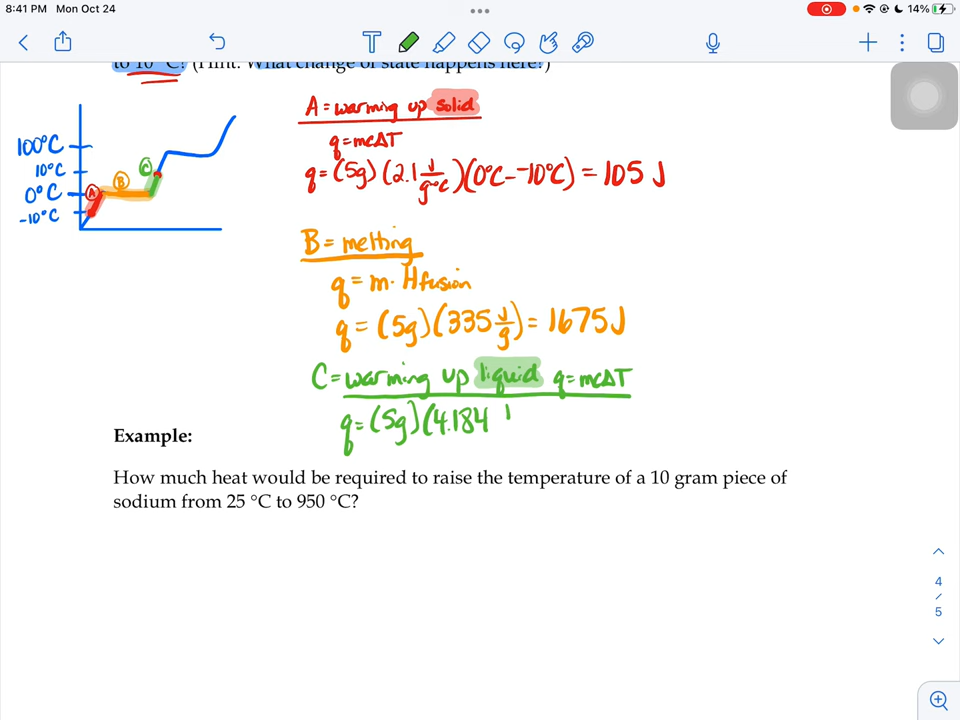 8:41 PM Mon Oct 24
14%
to 10 °C? (Hint: What change of state happens here?)
A = warming up solid
q = mcΔT
q = (5g) (2.1 J/g°C) (0°C - -10°C) = 105 J
100°C
10°C
0°C
-10°C
A
B
C
B = melting
q = m · Hfusion
q = (5g) (335 J/g) = 1675 J
C = warming up liquid q = mcΔT
q = (5g) (4.184
Example:
How much heat would be required to raise the temperature of a 10 gram piece of
sodium from 25 °C to 950 °C?
4
/
5